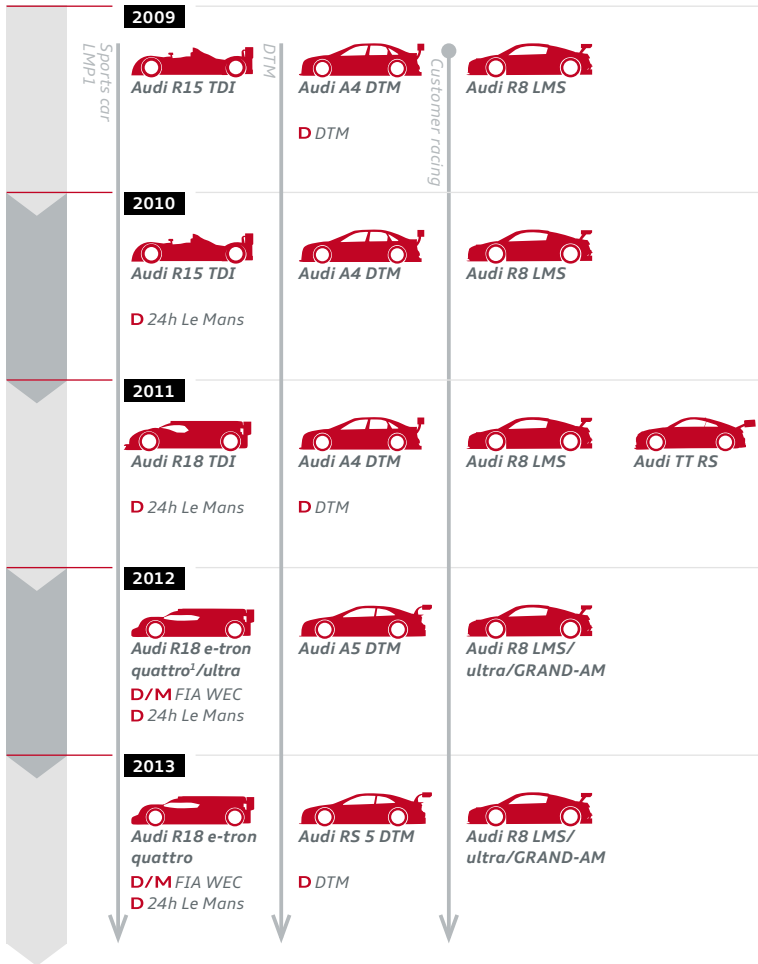 2009
Sports car
LMP1
DTM
Customer racing
Audi R15 TDI
Audi A4 DTM
Audi R8 LMS
D DTM
2010
Audi R15 TDI
Audi A4 DTM
Audi R8 LMS
D 24h Le Mans
2011
Audi R18 TDI
Audi A4 DTM
Audi R8 LMS
Audi TT RS
D 24h Le Mans
D DTM
2012
Audi R18 e-tron
quattro¹/ultra
Audi A5 DTM
Audi R8 LMS/
ultra/GRAND-AM
D/M FIA WEC
D 24h Le Mans
2013
Audi R18 e-tron
quattro
Audi RS 5 DTM
Audi R8 LMS/
ultra/GRAND-AM
D/M FIA WEC
D 24h Le Mans
D DTM